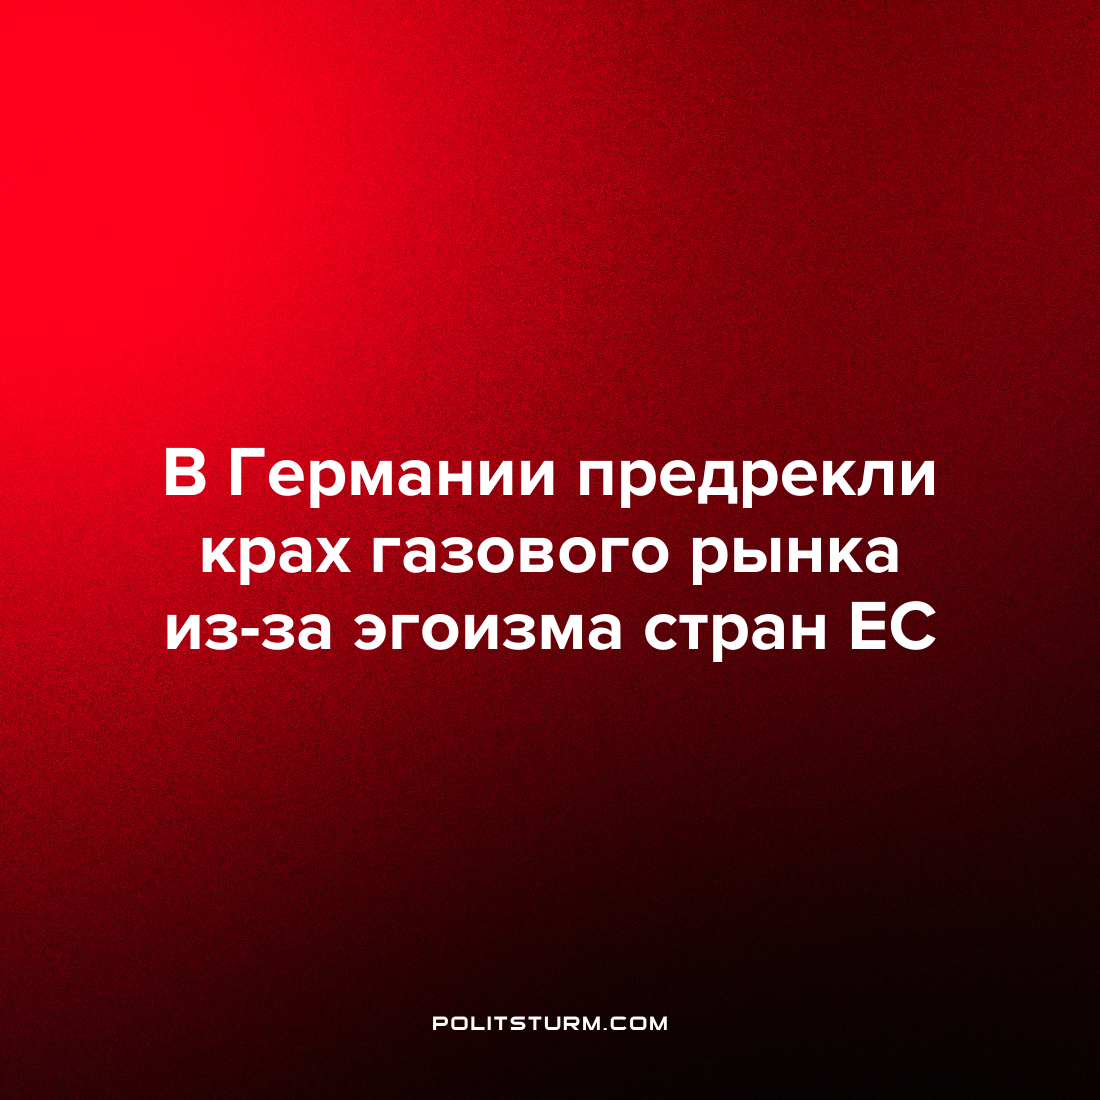 В Германии предрекли
крах газового рынка
из-за эгоизма стран ЕС
POLITSTURM.COM